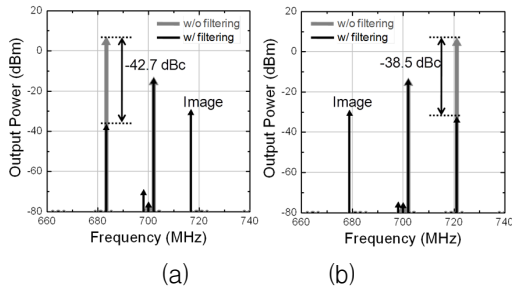 20
0
-20
-40
-60
-80
Output Power (dBm)
w/o filtering
w/ filtering
-42.7 dBc
Image
660 680 700 720 740
Frequency (MHz)
(a)
20
0
-20
-40
-60
-80
Output Power (dBm)
w/o filtering
w/ filtering
-38.5 dBc
Image
660 680 700 720 740
Frequency (MHz)
(b)